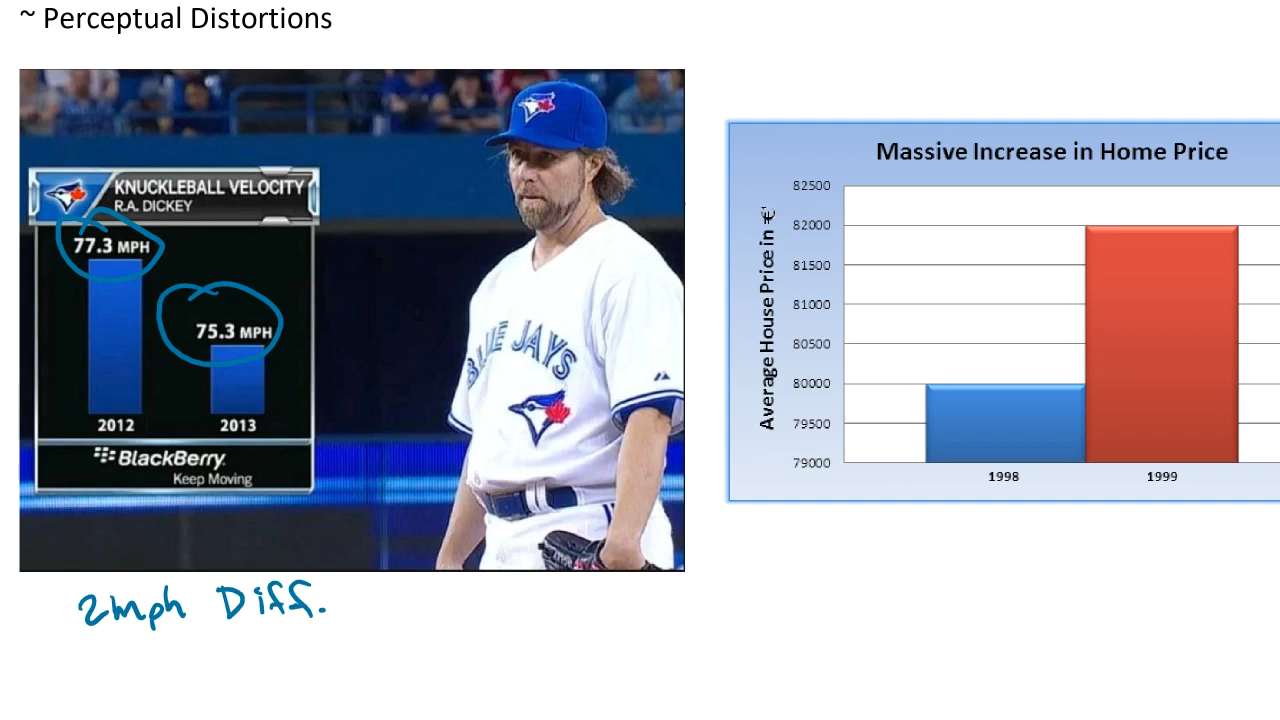 ~ Perceptual Distortions
KNUCKLEBALL VELOCITY
R.A. DICKEY
77.3 MPH
75.3 MPH
2012 2013
BlackBerry
Keep Moving
BLUE JAYS
2mph Diff.
Massive Increase in Home Price
Average House Price in €
82500
82000
81500
81000
80500
80000
79500
79000
1998 1999